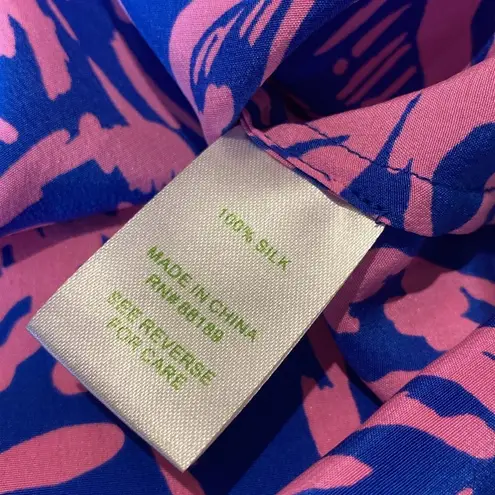 100% SILK
MADE IN CHINA
RN# 88189
SEE REVERSE
FOR CARE